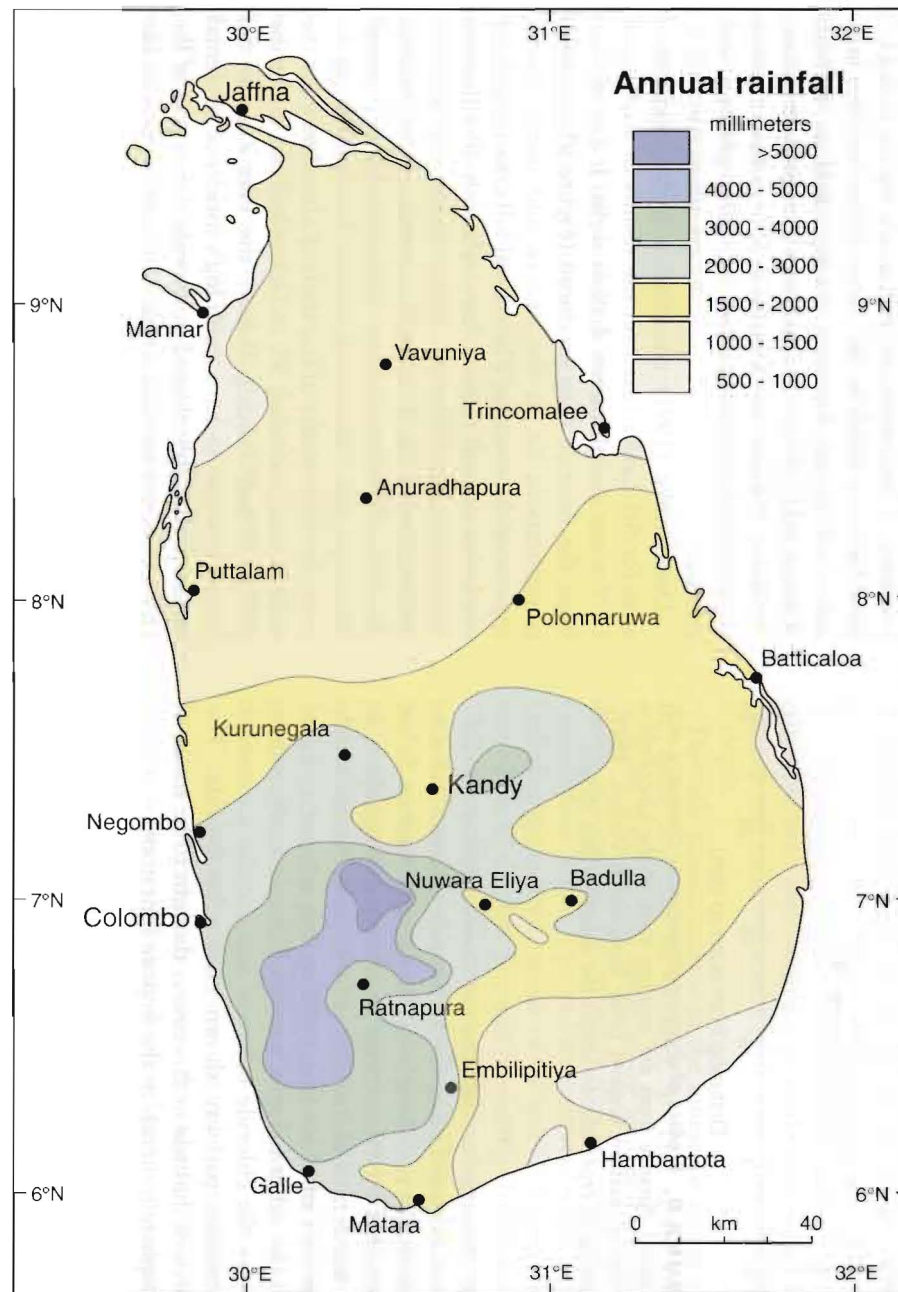 30°E 31°E 32°E
Annual rainfall
millimeters
>5000
4000 - 5000
3000 - 4000
2000 - 3000
1500 - 2000
1000 - 1500
500 - 1000
Jaffna
9°N 9°N
Mannar
Vavuniya
Trincomalee
Anuradhapura
Puttalam
8°N 8°N
Polonnaruwa
Batticaloa
Kurunegala
Kandy
Negombo
Nuwara Eliya
Badulla
7°N 7°N
Colombo
Ratnapura
Embilipitiya
Hambantota
Galle
6°N 6°N
Matara
0 km 40
30°E 31°E 32°E